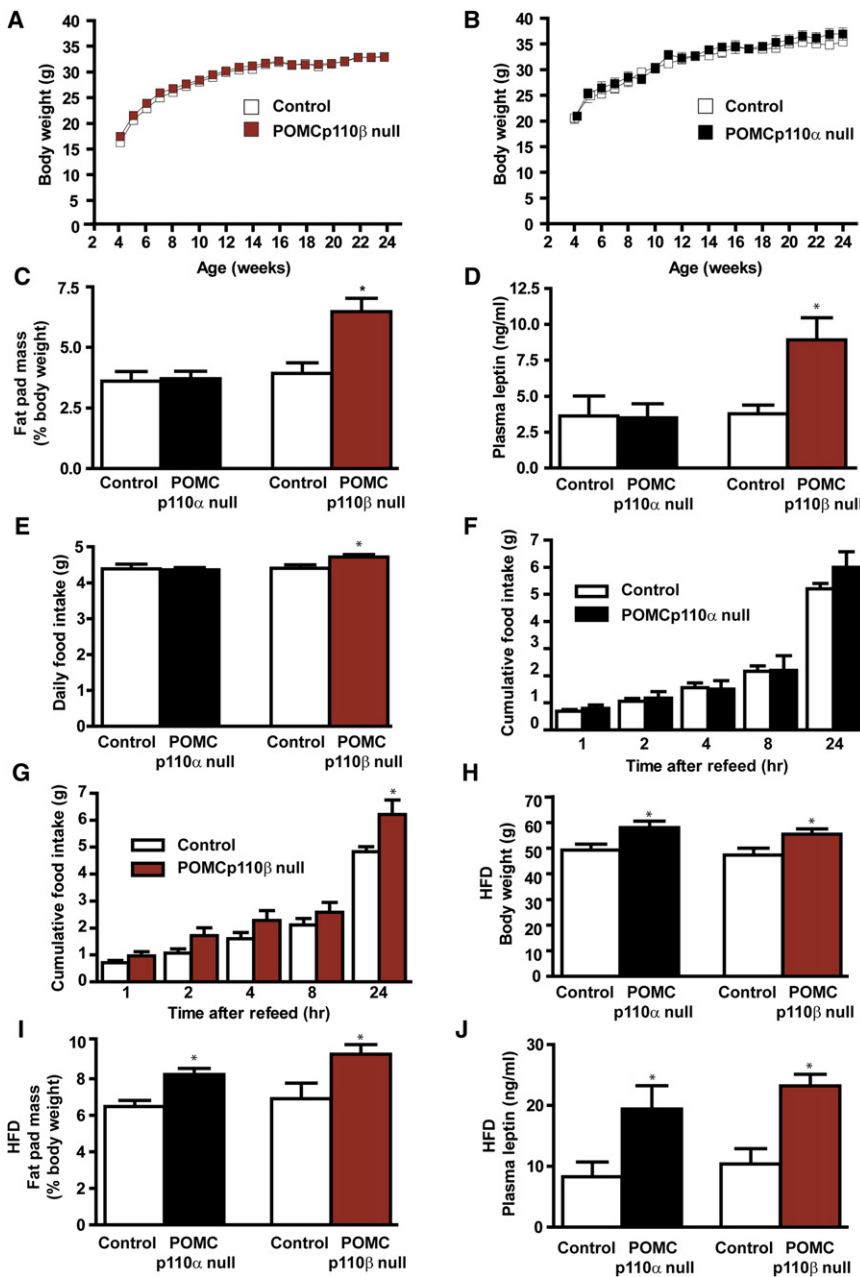 A
Body weight (g)
40
35
30
25
20
15
10
5
0
Control
POMCp110β null
2 4 6 8 10 12 14 16 18 20 22 24
Age (weeks)
B
Body weight (g)
40
35
30
25
20
15
10
5
0
Control
POMCp110α null
2 4 6 8 10 12 14 16 18 20 22 24
Age (weeks)
C
Fat pad mass
(% body weight)
7.5
5.0
2.5
0.0
*
Control POMC Control POMC
p110α null p110β null
D
Plasma leptin (ng/ml)
12.5
10.0
7.5
5.0
2.5
0.0
*
Control POMC Control POMC
p110α null p110β null
E
Daily food intake (g)
5
4
3
2
1
0
*
Control POMC Control POMC
p110α null p110β null
F
Cumulative food intake (g)
7
6
5
4
3
2
1
0
Control
POMCp110α null
1 2 4 8 24
Time after refeed (hr)
G
Cumulative food intake (g)
7
6
5
4
3
2
1
0
Control
POMCp110β null
*
1 2 4 8 24
Time after refeed (hr)
H
HFD
Body weight (g)
70
60
50
40
30
20
10
0
* *
Control POMC Control POMC
p110α null p110β null
I
HFD
Fat pad mass
(% body weight)
10
8
6
4
2
0
* *
Control POMC Control POMC
p110α null p110β null
J
HFD
Plasma leptin (ng/ml)
30
20
10
0
* *
Control POMC Control POMC
p110α null p110β null